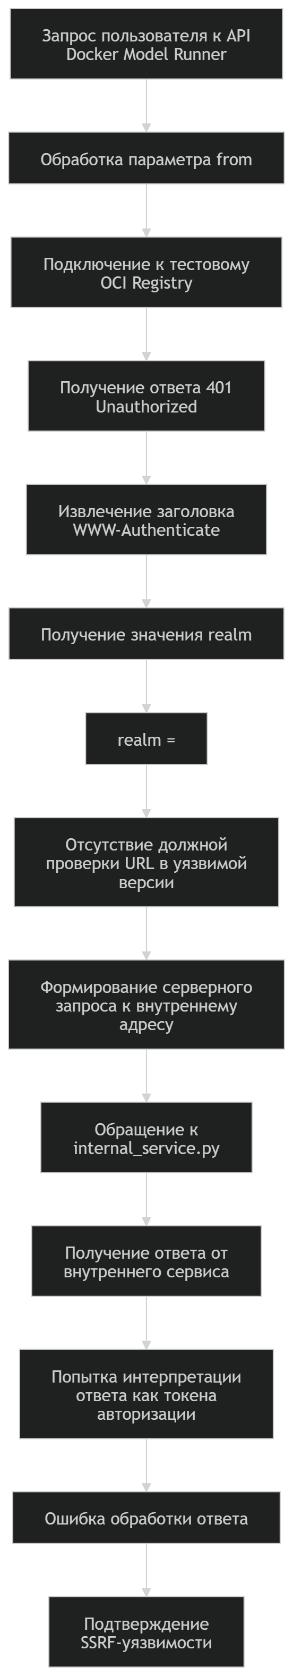 Запрос пользователя к API
Docker Model Runner
Обработка параметра from
Подключение к тестовому
OCI Registry
Получение ответа 401
Unauthorized
Извлечение заголовка
WWW-Authenticate
Получение значения realm
realm =
Отсутствие должной
проверки URL в уязвимой
версии
Формирование серверного
запроса к внутреннему
адресу
Обращение к
internal_service.py
Получение ответа от
внутреннего сервиса
Попытка интерпретации
ответа как токена
авторизации
Ошибка обработки ответа
Подтверждение
SSRF-уязвимости